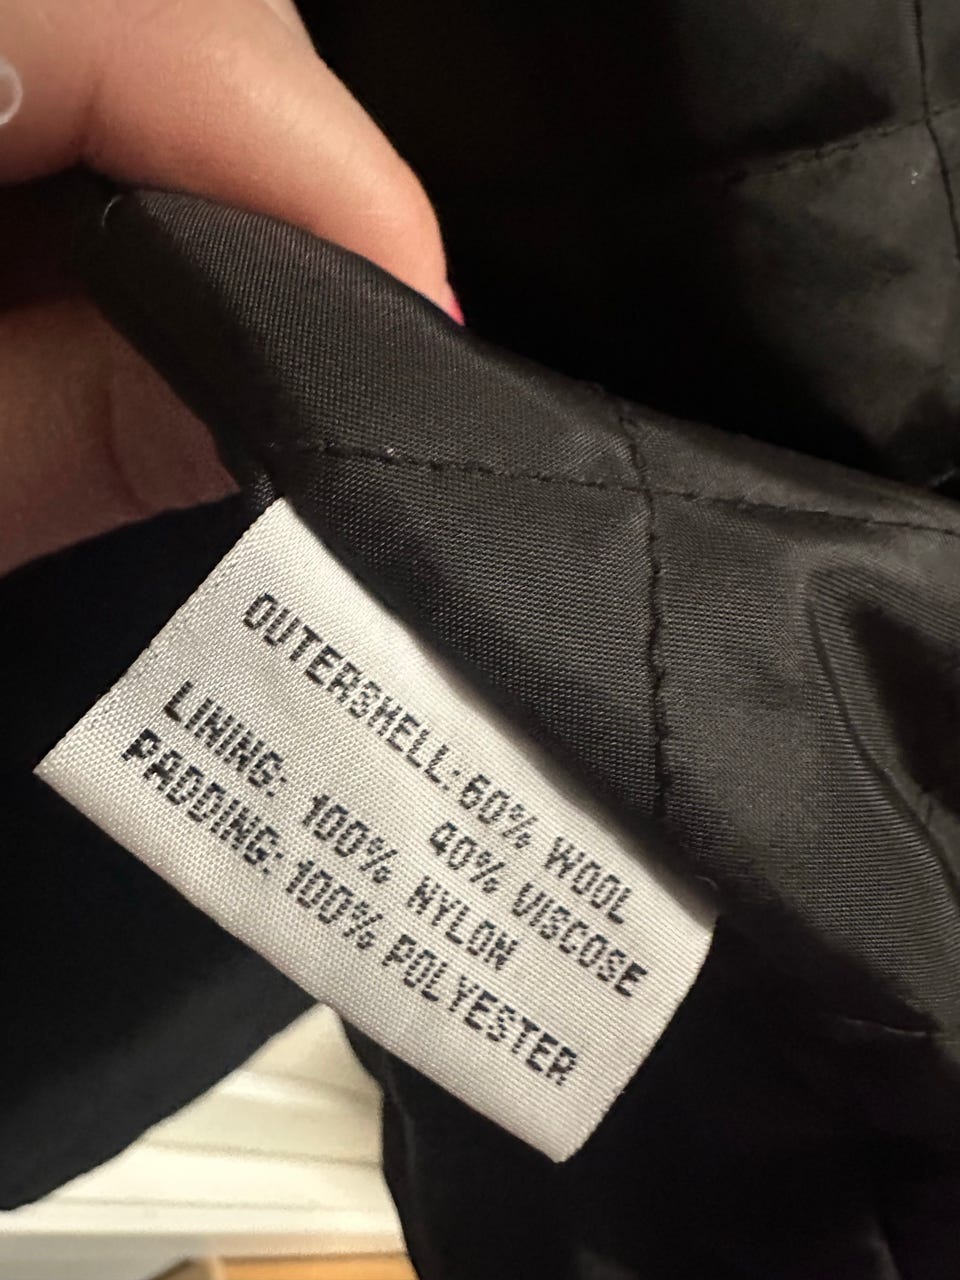 OUTERSHELL: 60% WOOL
40% VISCOSE
LINING: 100% NYLON
PADDING: 100% POLYESTER